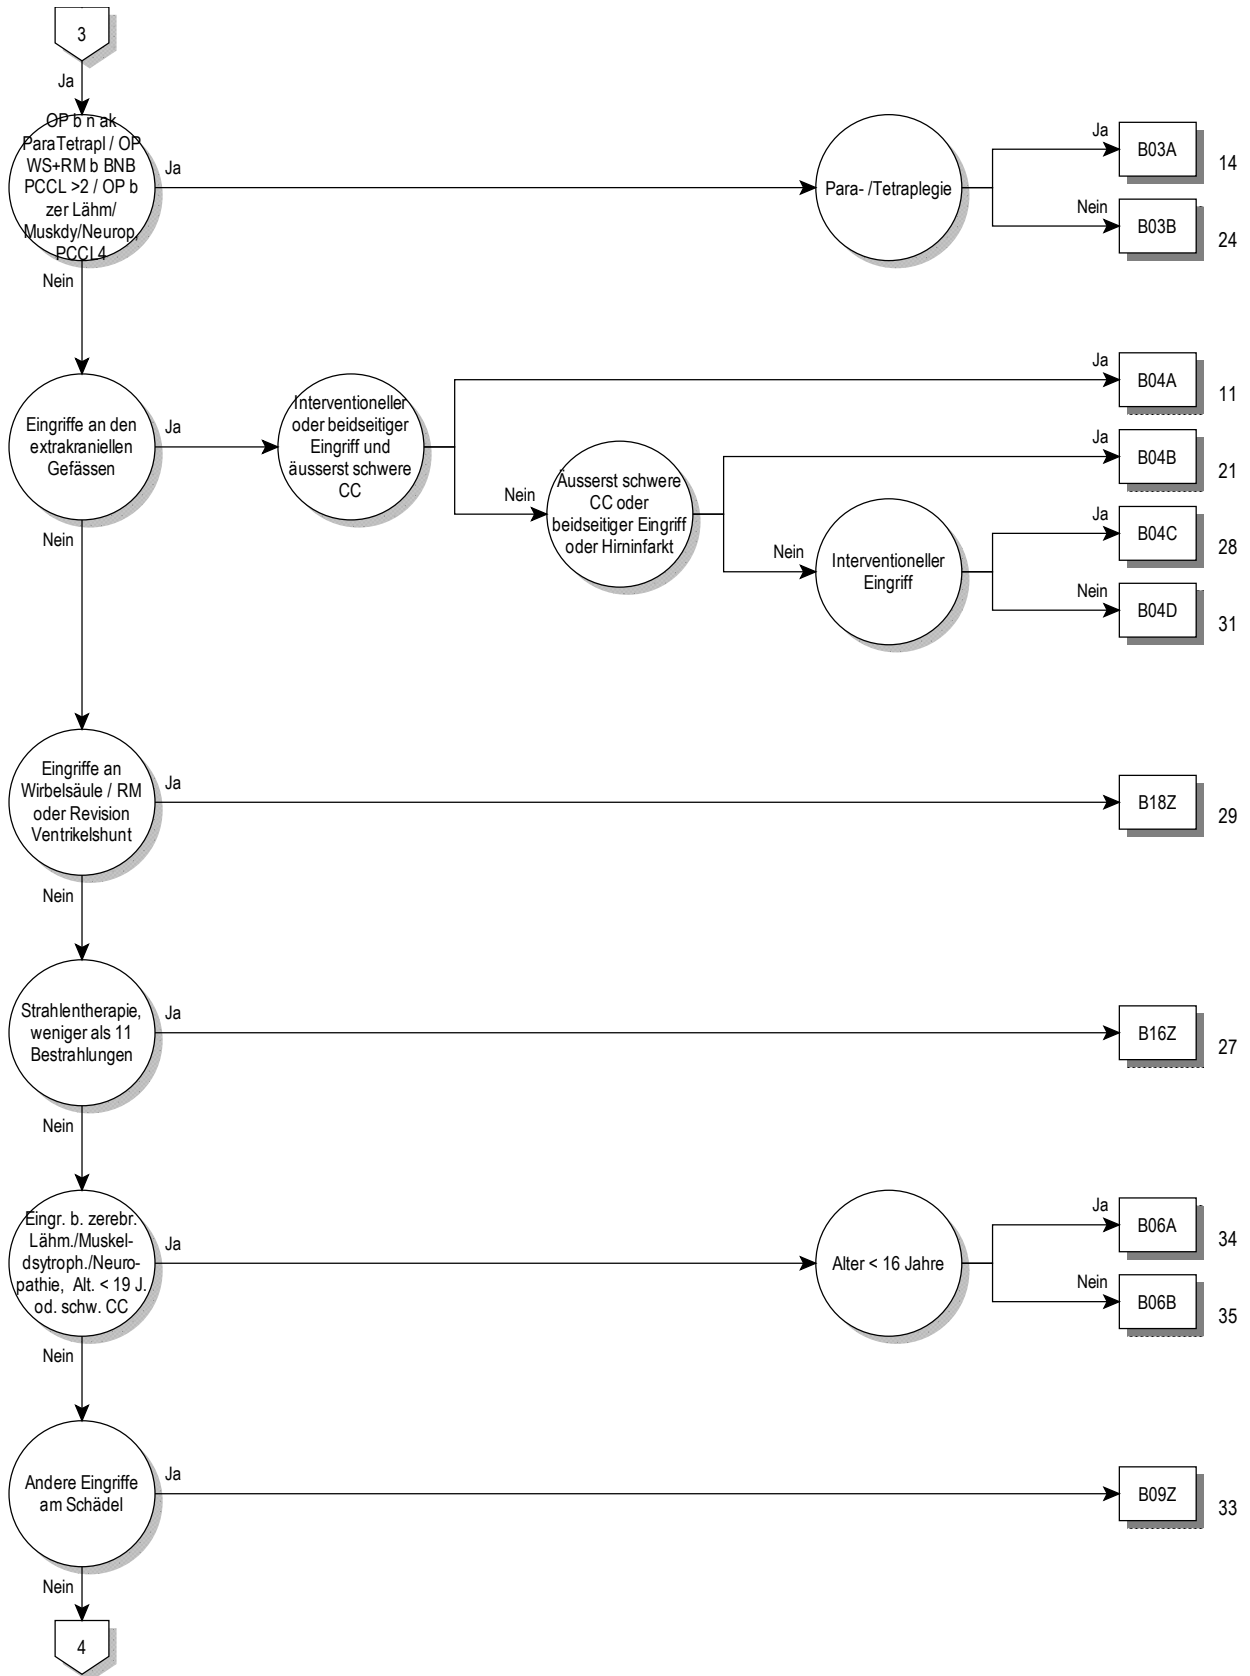 3
Ja
OP b n ak
ParaTetrapl / OP
WS+RM b BNB
PCCL >2 / OP b
zer Lähm/
Muskdy/Neurop,
PCCL4
Ja
Para- /Tetraplegie
Ja
B03A
14
Nein
B03B
24
Nein
Eingriffe an den
extrakraniellen
Gefässen
Ja
Interventioneller
oder beidseitiger
Eingriff und
äusserst schwere
CC
Ja
B04A
11
Nein
Äusserst schwere
CC oder
beidseitiger Eingriff
oder Hirninfarkt
Ja
B04B
21
Nein
Interventioneller
Eingriff
Ja
B04C
28
Nein
B04D
31
Nein
Eingriffe an
Wirbelsäule / RM
oder Revision
Ventrikelshunt
Ja
B18Z
29
Nein
Strahlentherapie,
weniger als 11
Bestrahlungen
Ja
B16Z
27
Nein
Eingr. b. zerebr.
Lähm./Muskel-
dsytroph./Neuro-
pathie, Alt. < 19 J.
od. schw. CC
Ja
Alter < 16 Jahre
Ja
B06A
34
Nein
B06B
35
Nein
Andere Eingriffe
am Schädel
Ja
B09Z
33
Nein
4